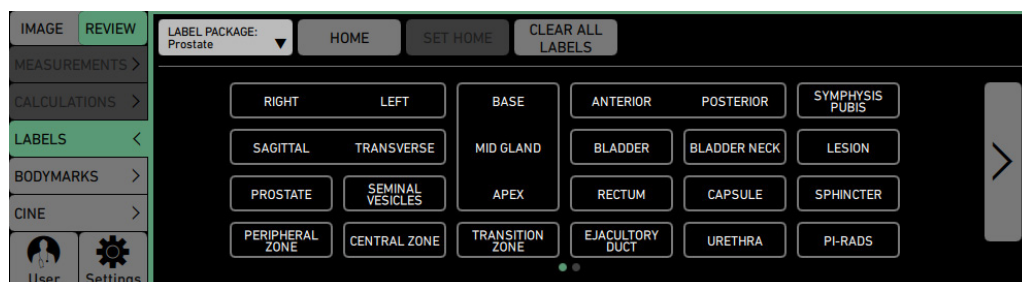 IMAGE REVIEW
LABEL PACKAGE:
Prostate
HOME
SET HOME
CLEAR ALL
LABELS
MEASUREMENTS
CALCULATIONS
LABELS
BODYMARKS
CINE
User Settings
RIGHT LEFT BASE ANTERIOR POSTERIOR SYMPHYSIS
PUBIS
SAGITTAL TRANSVERSE MID GLAND BLADDER BLADDER NECK LESION
PROSTATE SEMINAL
VESICLES APEX RECTUM CAPSULE SPHINCTER
PERIPHERAL
ZONE CENTRAL ZONE TRANSITION
ZONE EJACULTORY
DUCT URETHRA PI-RADS